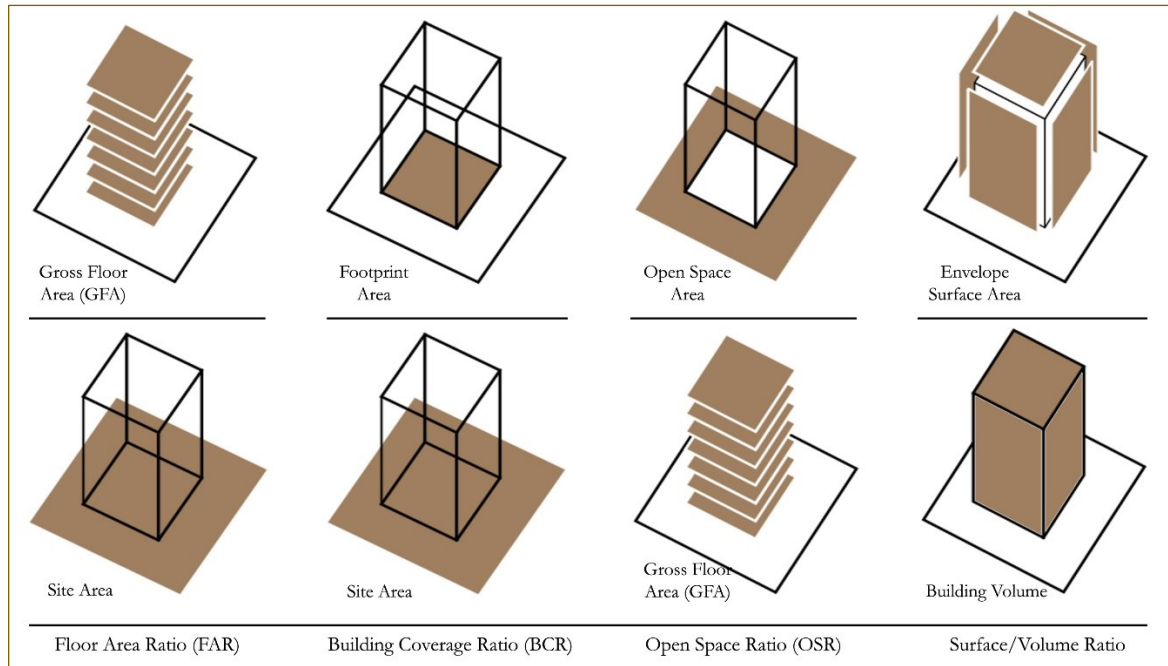 Gross Floor
Area (GFA)
Footprint
Area
Open Space
Area
Envelope
Surface Area
Site Area
Site Area
Gross Floor
Area (GFA)
Building Volume
Floor Area Ratio (FAR)
Building Coverage Ratio (BCR)
Open Space Ratio (OSR)
Surface/Volume Ratio